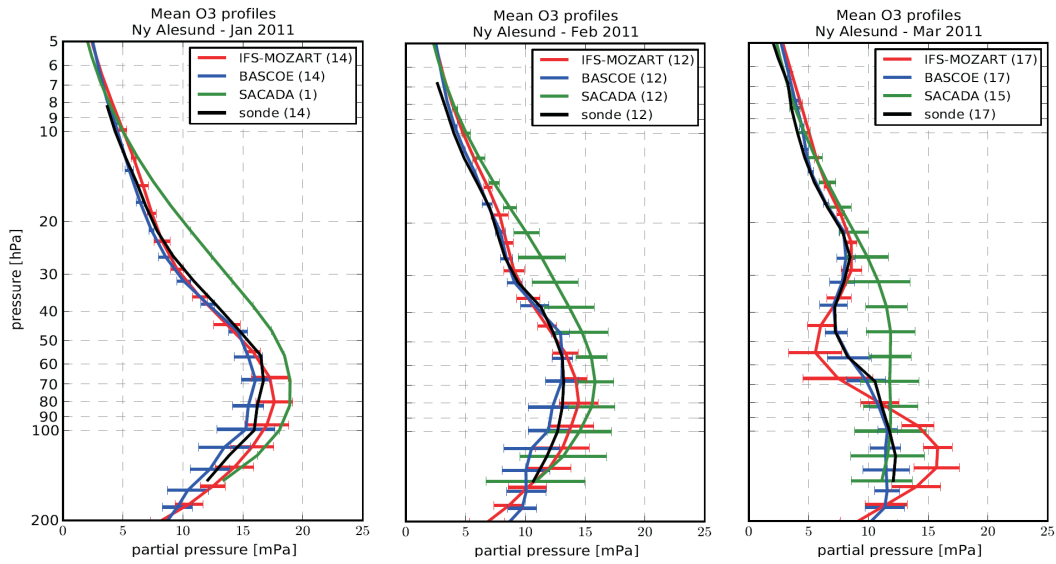 Mean O3 profiles
Ny Alesund - Jan 2011
IFS-MOZART (14)
BASCOE (14)
SACADA (1)
sonde (14)
pressure [hPa]
5
6
7
8
9
10
20
30
40
50
60
70
80
90
100
200
0
5
10
15
20
25
partial pressure [mPa]
Mean O3 profiles
Ny Alesund - Feb 2011
IFS-MOZART (12)
BASCOE (12)
SACADA (12)
sonde (12)
0
5
10
15
20
25
partial pressure [mPa]
Mean O3 profiles
Ny Alesund - Mar 2011
IFS-MOZART (17)
BASCOE (17)
SACADA (15)
sonde (17)
0
5
10
15
20
25
partial pressure [mPa]